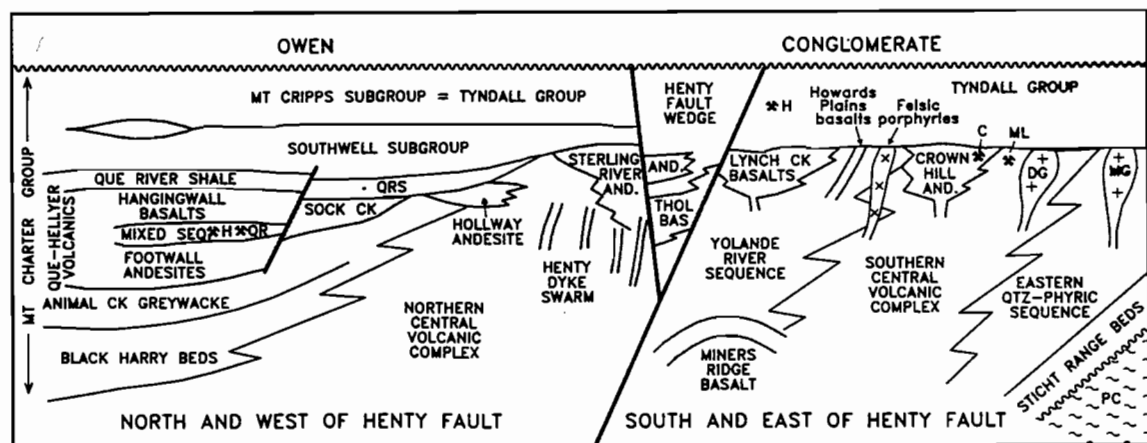 OWEN
CONGLOMERATE
MT CHARTER GROUP
QUE-HELLYER
VOLCANICS
MT CRIPPS SUBGROUP = TYNDALL GROUP
SOUTHWELL SUBGROUP
QUE RIVER SHALE
HANGINGWALL
BASALTS
MIXED SEQ
H
QR
FOOTWALL
ANDESITES
ANIMAL CK GREYWACKE
BLACK HARRY BEDS
QRS
SOCK CK
HOLLWAY
ANDESITE
NORTHERN
CENTRAL
VOLCANIC
COMPLEX
HENTY
DYKE
SWARM
STERLING
RIVER
AND.
HENTY
FAULT
WEDGE
AND.
THOL
BAS
H
Howards
Plains
basalts
Felsic
porphyries
TYNDALL GROUP
C
ML
LYNCH CK
BASALTS
CROWN
HILL
AND.
DG
MG
YOLANDE
RIVER
SEQUENCE
SOUTHERN
CENTRAL
VOLCANIC
COMPLEX
EASTERN
QTZ-PHYRIC
SEQUENCE
MINERS
RIDGE
BASALT
STICHT RANGE BEDS
PC
NORTH AND WEST OF HENTY FAULT
SOUTH AND EAST OF HENTY FAULT